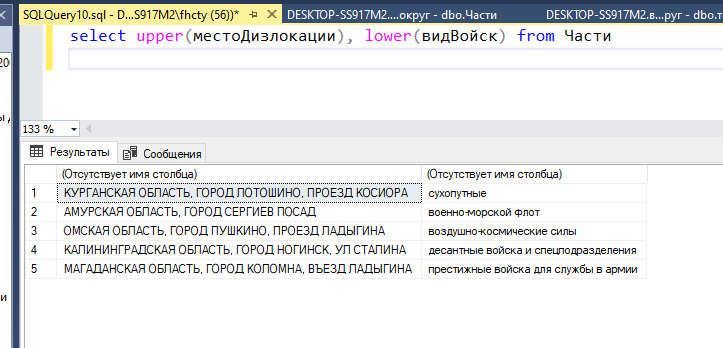 SQLQuery10.sql - D...S917M2\fhcty (56))* DESKTOP-SS917M2....округ - dbo.Части DESKTOP-SS917M2.в...руг - dbo.т
select upper(местоДизлокации), lower(видВойск) from Части
133 %
Результаты Сообщения
(Отсутствует имя столбца) (Отсутствует имя столбца)
1 КУРГАНСКАЯ ОБЛАСТЬ, ГОРОД ЛОТОШИНО, ПРОЕЗД КОСИОРА сухопутные
2 АМУРСКАЯ ОБЛАСТЬ, ГОРОД СЕРГИЕВ ПОСАД военно-морской флот
3 ОМСКАЯ ОБЛАСТЬ, ГОРОД ПУШКИНО, ПРОЕЗД ЛАДЫГИНА воздушно-космические силы
4 КАЛИНИНГРАДСКАЯ ОБЛАСТЬ, ГОРОД НОГИНСК, УЛ СТАЛИНА десантные войска и спецподразделения
5 МАГАДАНСКАЯ ОБЛАСТЬ, ГОРОД КОЛОМНА, ВЪЕЗД ЛАДЫГИНА престижные войска для службы в армии